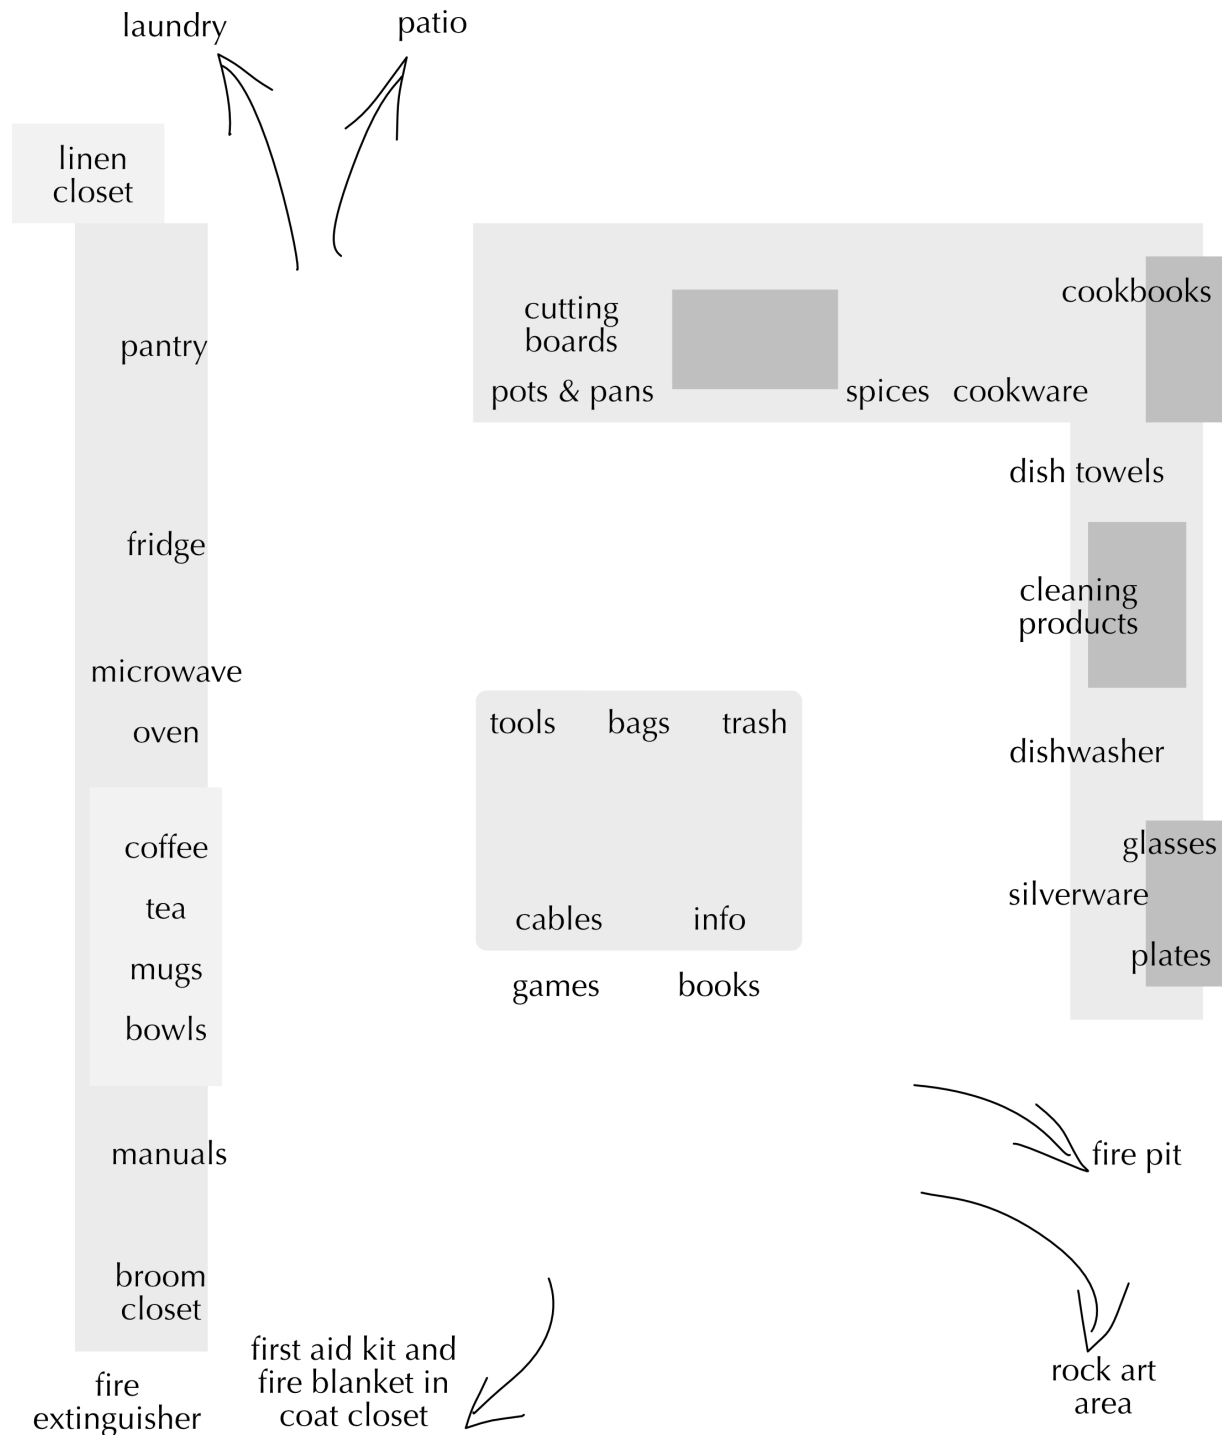 laundry
patio
linen
closet
pantry
fridge
microwave
oven
coffee
tea
mugs
bowls
manuals
broom
closet
fire
extinguisher
cutting
boards
pots & pans
spices
cookware
cookbooks
dish towels
cleaning
products
dishwasher
glasses
silverware
plates
tools
bags
trash
cables
info
games
books
fire pit
rock art
area
first aid kit and
fire blanket in
coat closet